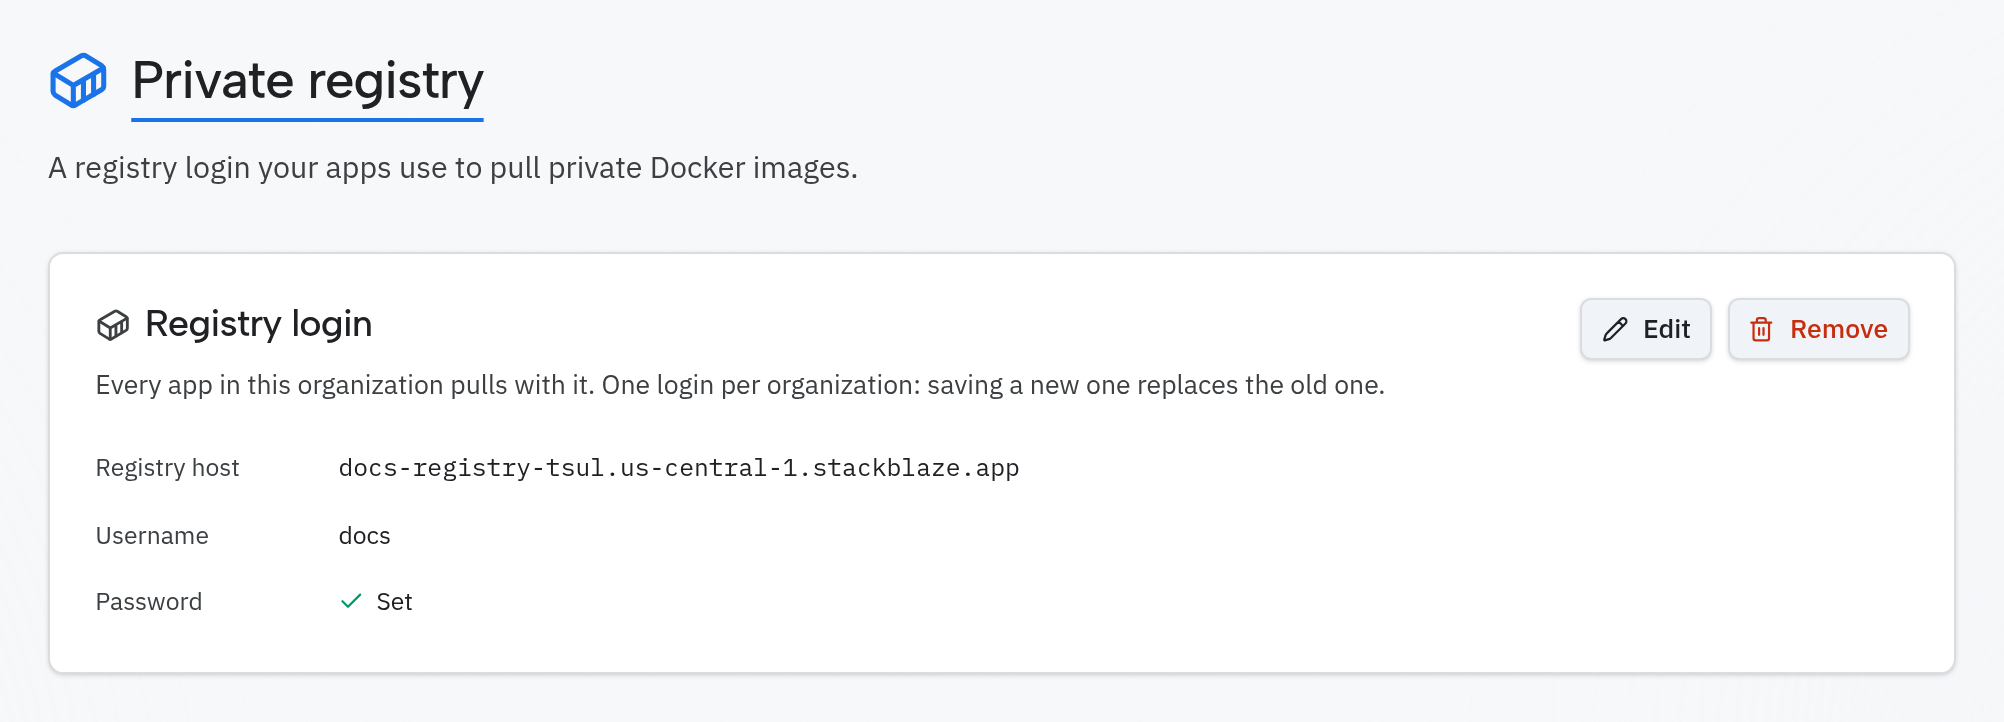 Private registry
A registry login your apps use to pull private Docker images.
Registry login
Edit
Remove
Every app in this organization pulls with it. One login per organization: saving a new one replaces the old one.
Registry host docs-registry-tsul.us-central-1.stackblaze.app
Username docs
Password Set